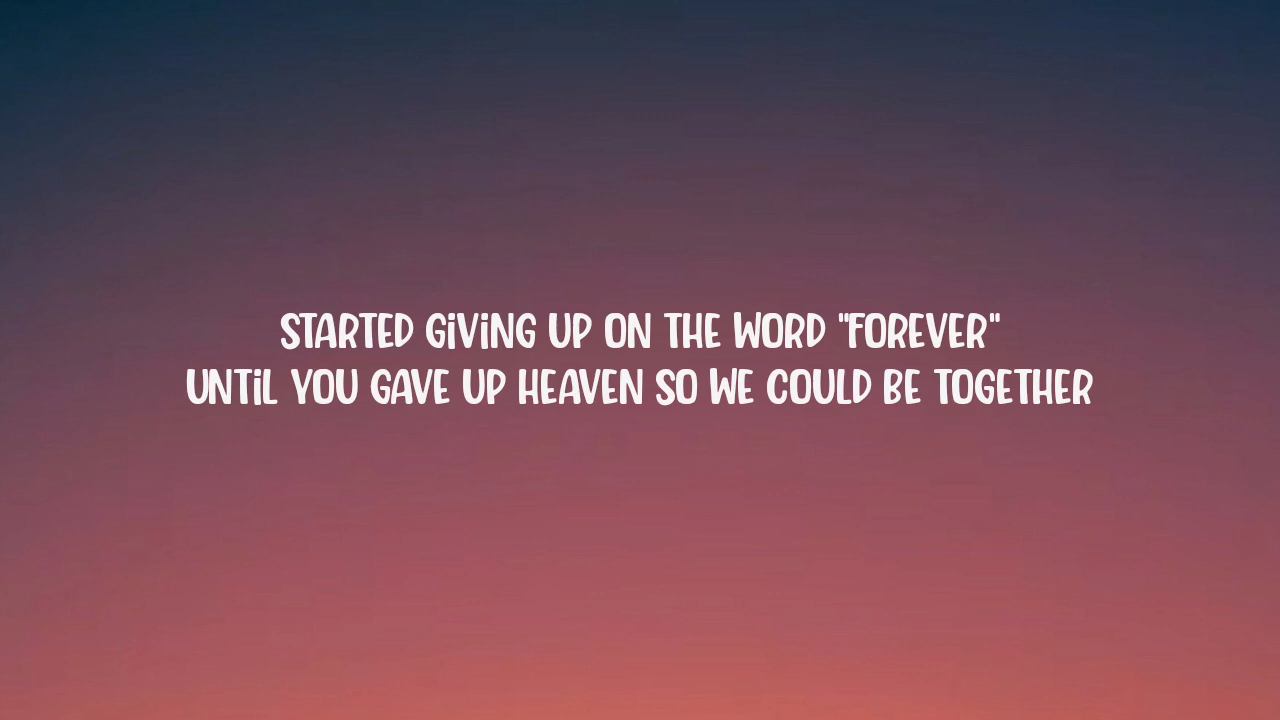 STARTED GiViNG UP ON THE WORD "FOREVER"
UNTiL YOU GAVE UP HEAVEN SO WE COULD BE TOGETHER